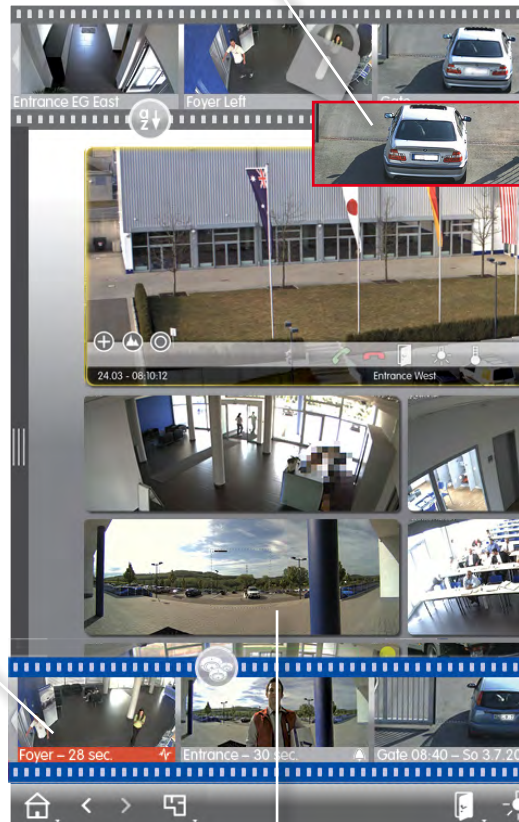 Entrance EG East
Foyer Left
Gate
a
z
24.03 - 08:10:12
Entrance West
Foyer – 28 sec.
Entrance – 30 sec.
Gate 08:40 – So 3.7.20